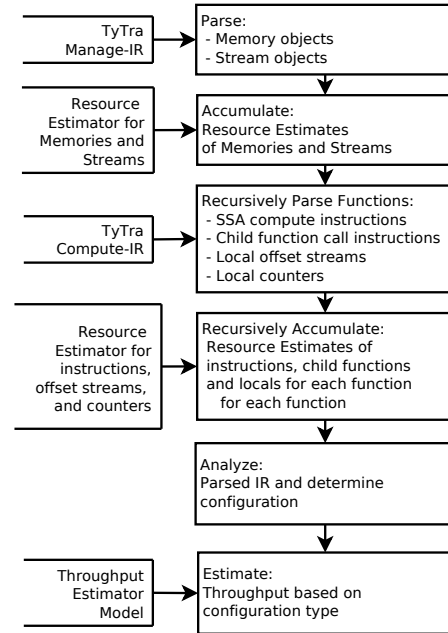 TyTra
Manage-IR
Parse:
- Memory objects
- Stream objects
Resource
Estimator for
Memories and
Streams
Accumulate:
Resource Estimates
of Memories and Streams
TyTra
Compute-IR
Recursively Parse Functions:
- SSA compute instructions
- Child function call instructions
- Local offset streams
- Local counters
Resource
Estimator for
instructions,
offset streams,
and counters
Recursively Accumulate:
Resource Estimates of
instructions, child functions
and locals for each function
for each function
Analyze:
Parsed IR and determine
configuration
Throughput
Estimator
Model
Estimate:
Throughput based on
configuration type